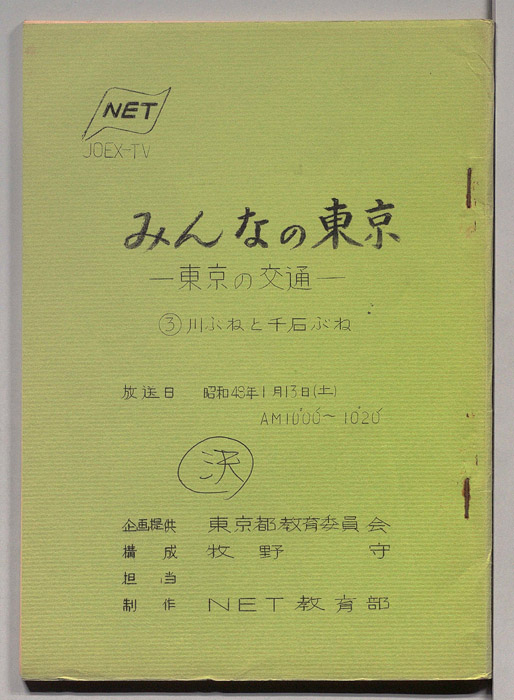 NET
JOEX-TV
みんなの東京
―東京の交通―
③川ぶねと千石ぶね
放送日 昭和48年1月13日(土)
AM10′00″~10′20″
決
企画提供 東京都教育委員会
構成 牧野 守
担当
制作 NET教育部